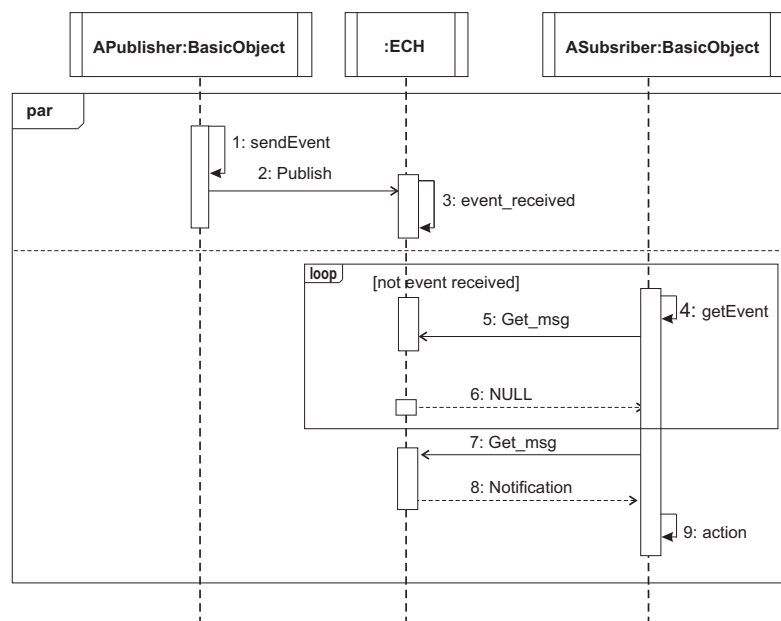 APublisher:BasicObject
:ECH
ASubsriber:BasicObject
par
1: sendEvent
2: Publish
3: event_received
loop
[not event received]
4: getEvent
5: Get_msg
6: NULL
7: Get_msg
8: Notification
9: action